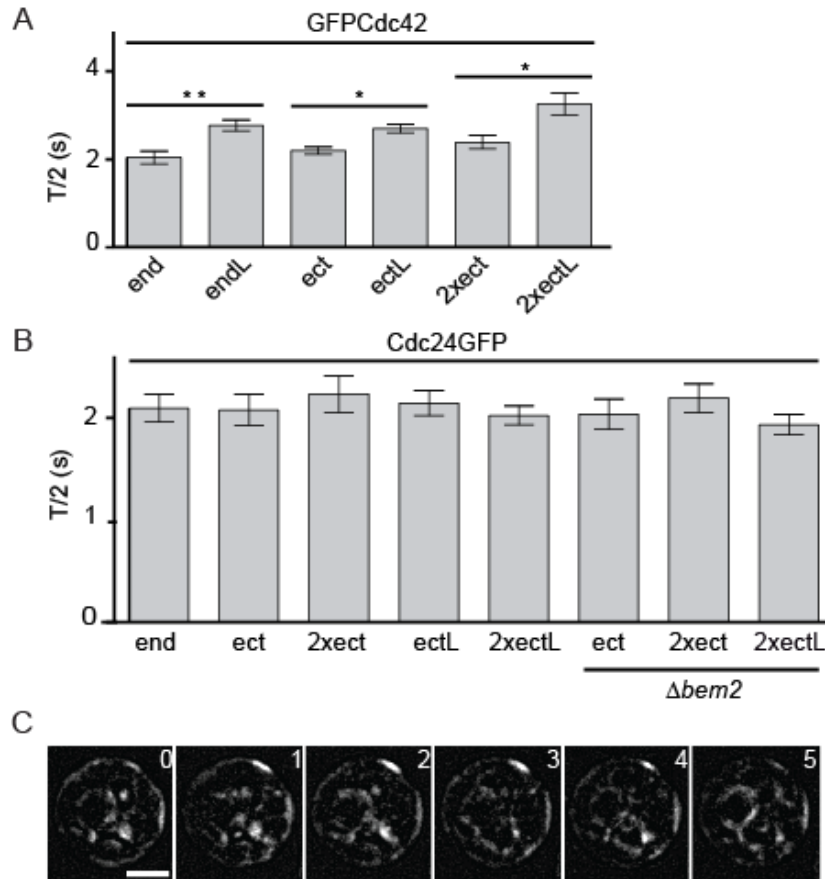 A
GFPCdc42
T/2 (s)
4
2
0
* *
*
*
end
endL
ect
ectL
2xect
2xectL
B
Cdc24GFP
T/2 (s)
2
1
0
end ect 2xect ectL 2xectL ect 2xect 2xectL
Δbem2
C
0 1 2 3 4 5